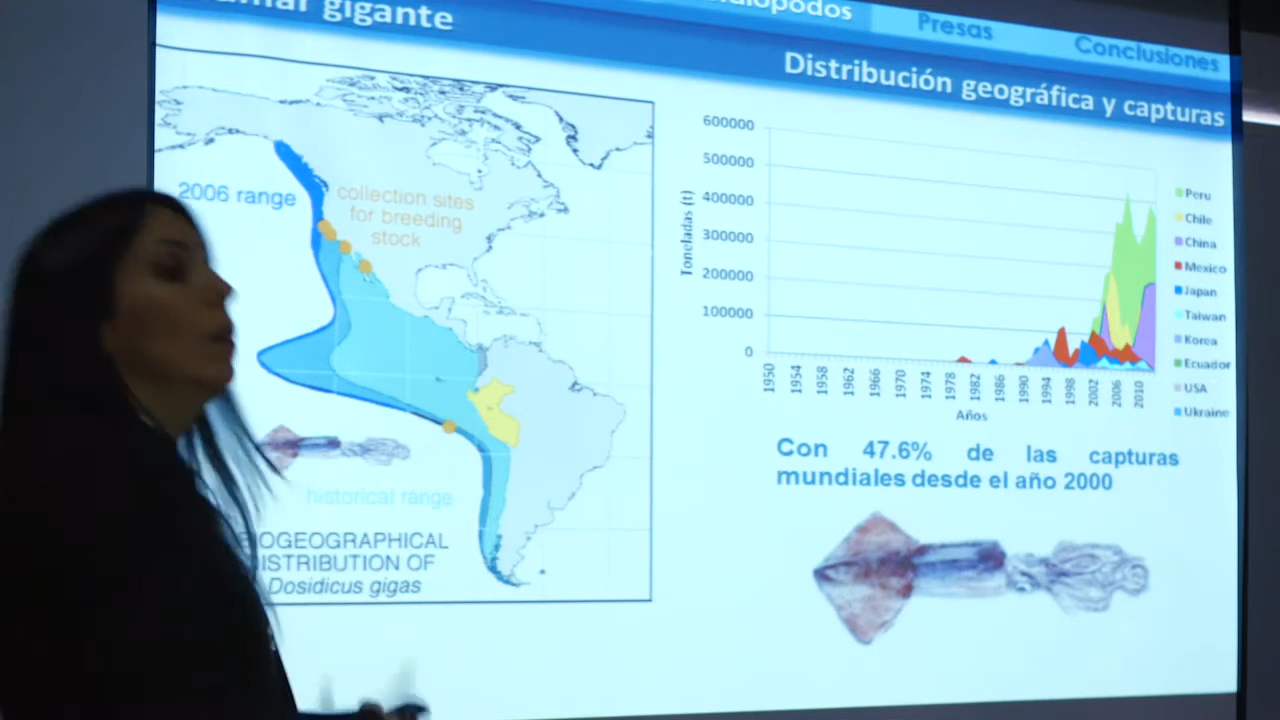 gigante
Presas
Conclusiones
Distribución geográfica y capturas
2006 range
collection sites
for breeding
stock
historical range
DISTRIBUTION OF
Dosidicus gigas
600000
500000
400000
300000
200000
100000
0
Toneladas (t)
1950
1954
1958
1962
1966
1970
1974
1978
1982
1986
1990
1994
1998
2002
2006
2010
Años
Peru
Chile
China
Mexico
Japan
Taiwan
Korea
Ecuador
USA
Ukraine
Con 47.6% de las capturas
mundiales desde el año 2000